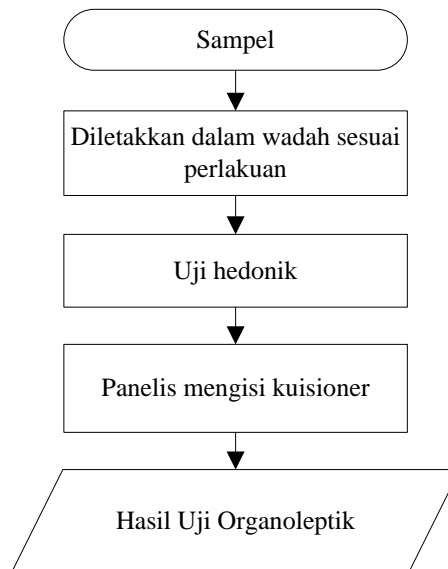 Sampel
Diletakkan dalam wadah sesuai
perlakuan
Uji hedonik
Panelis mengisi kuisioner
Hasil Uji Organoleptik